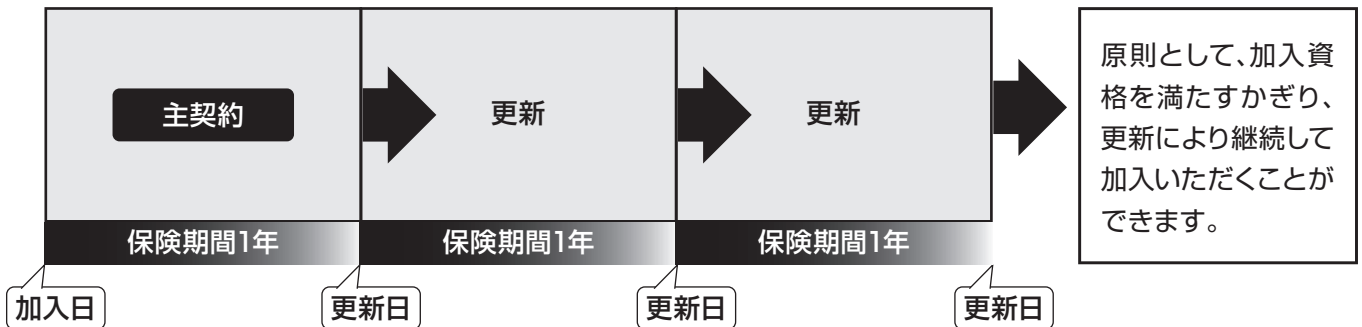 主契約
更新
更新
原則として、加入資
格を満たすかぎり、
更新により継続して
加入いただくことが
できます。
保険期間1年
保険期間1年
保険期間1年
加入日
更新日
更新日
更新日